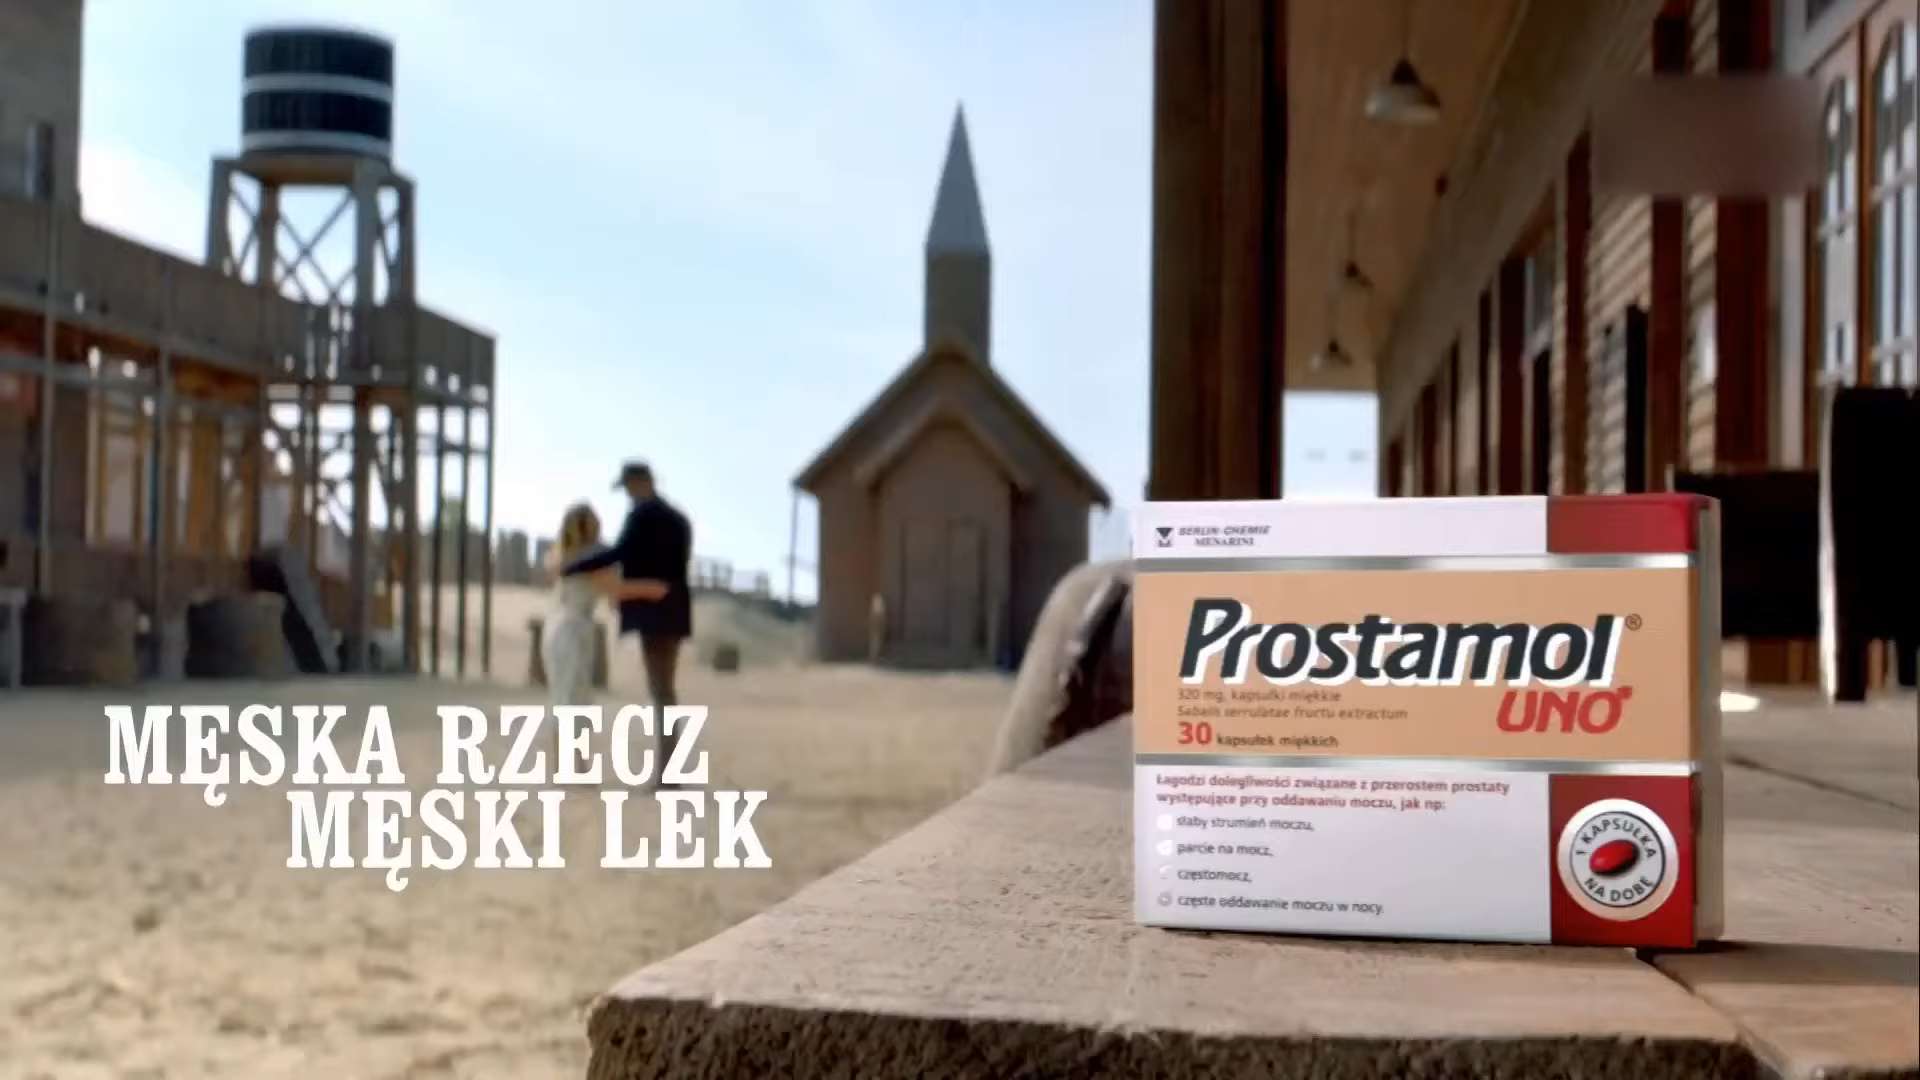 MĘSKA RZECZ
MĘSKI LEK
BERLIN-CHEMIE
MENARINI
Prostamol®
UNO
320 mg, kapsułki miękkie
Sabalis serrulatae fructu extractum
30 kapsułek miękkich
Łagodzi dolegliwości związane z przerostem prostaty
występujące przy oddawaniu moczu, jak np:
słaby strumień moczu,
parcie na mocz,
częstomocz,
częste oddawanie moczu w nocy.
1 KAPSUŁKA
NA DOBĘ